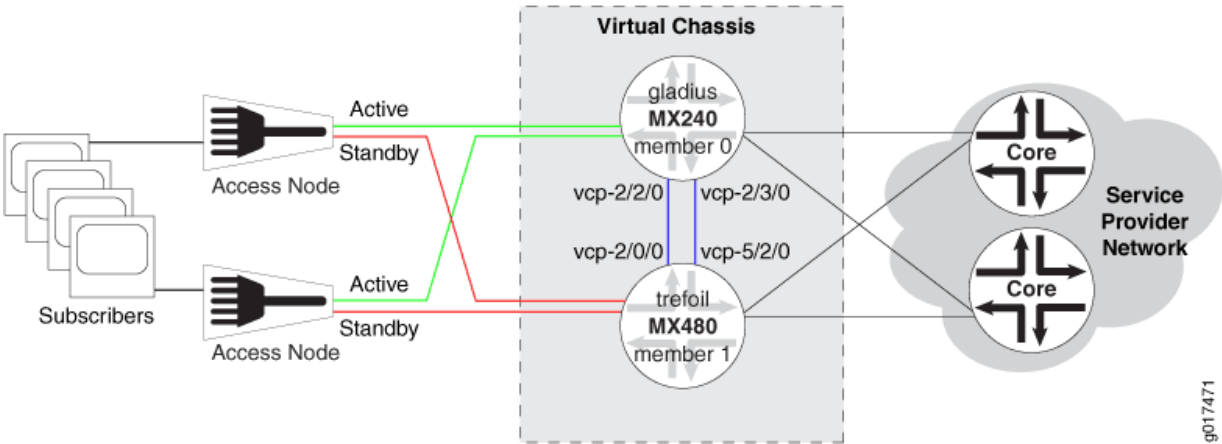 Virtual Chassis
gladius
MX240
member 0
Active
Standby
Access Node
vcp-2/2/0
vcp-2/3/0
vcp-2/0/0
vcp-5/2/0
Active
Standby
Access Node
Subscribers
trefoil
MX480
member 1
Core
Core
Service
Provider
Network
g017471